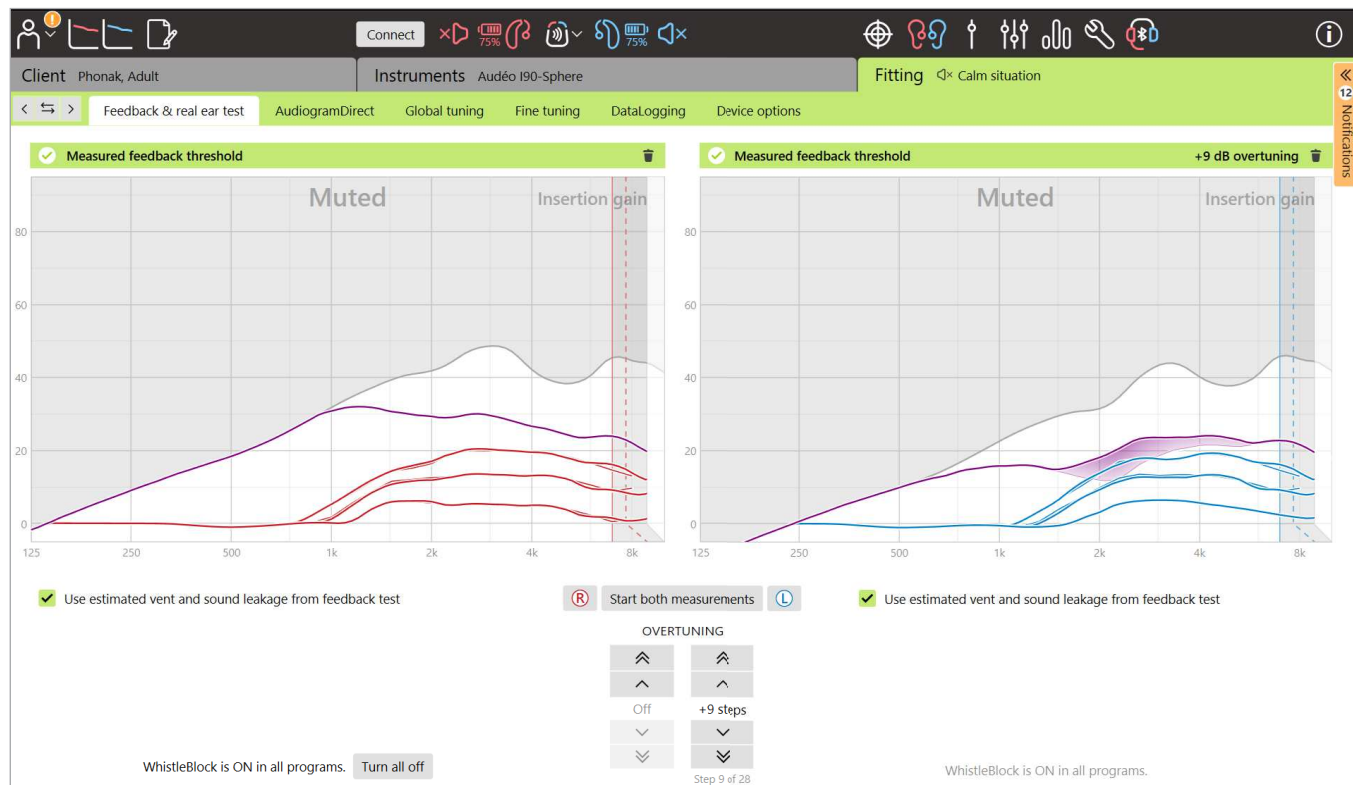 !
Connect
75%
75%
Client Phonak, Adult
Instruments Audéo I90-Sphere
Fitting Calm situation
12 Notifications
Feedback & real ear test
AudiogramDirect
Global tuning
Fine tuning
DataLogging
Device options
Measured feedback threshold
Muted
Insertion gain
80
60
40
20
0
125 250 500 1k 2k 4k 8k
Measured feedback threshold +9 dB overtuning
Muted
Insertion gain
80
60
40
20
0
125 250 500 1k 2k 4k 8k
Use estimated vent and sound leakage from feedback test
R Start both measurements L
Use estimated vent and sound leakage from feedback test
OVERTUNING
Off +9 steps
Step 9 of 28
WhistleBlock is ON in all programs. Turn all off
WhistleBlock is ON in all programs.